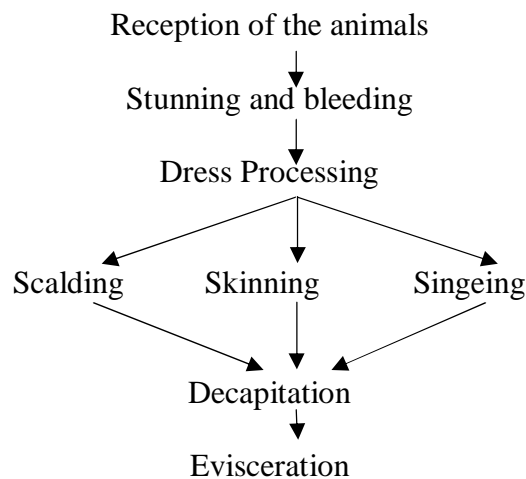 Reception of the animals
Stunning and bleeding
Dress Processing
Scalding Skinning Singeing
Decapitation
Evisceration